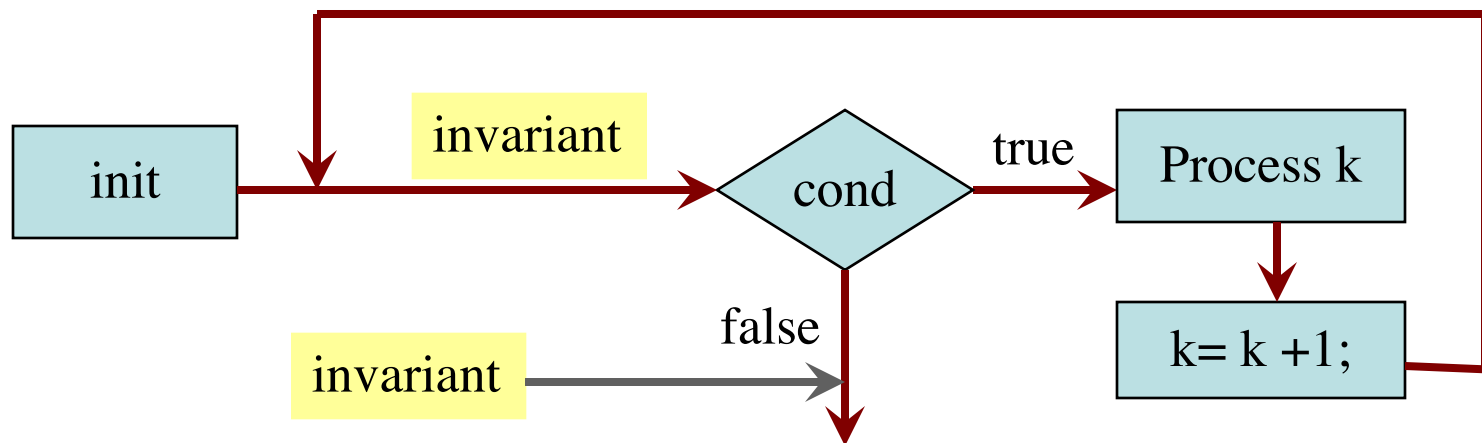 init
invariant
cond
true
Process k
k= k +1;
false
invariant